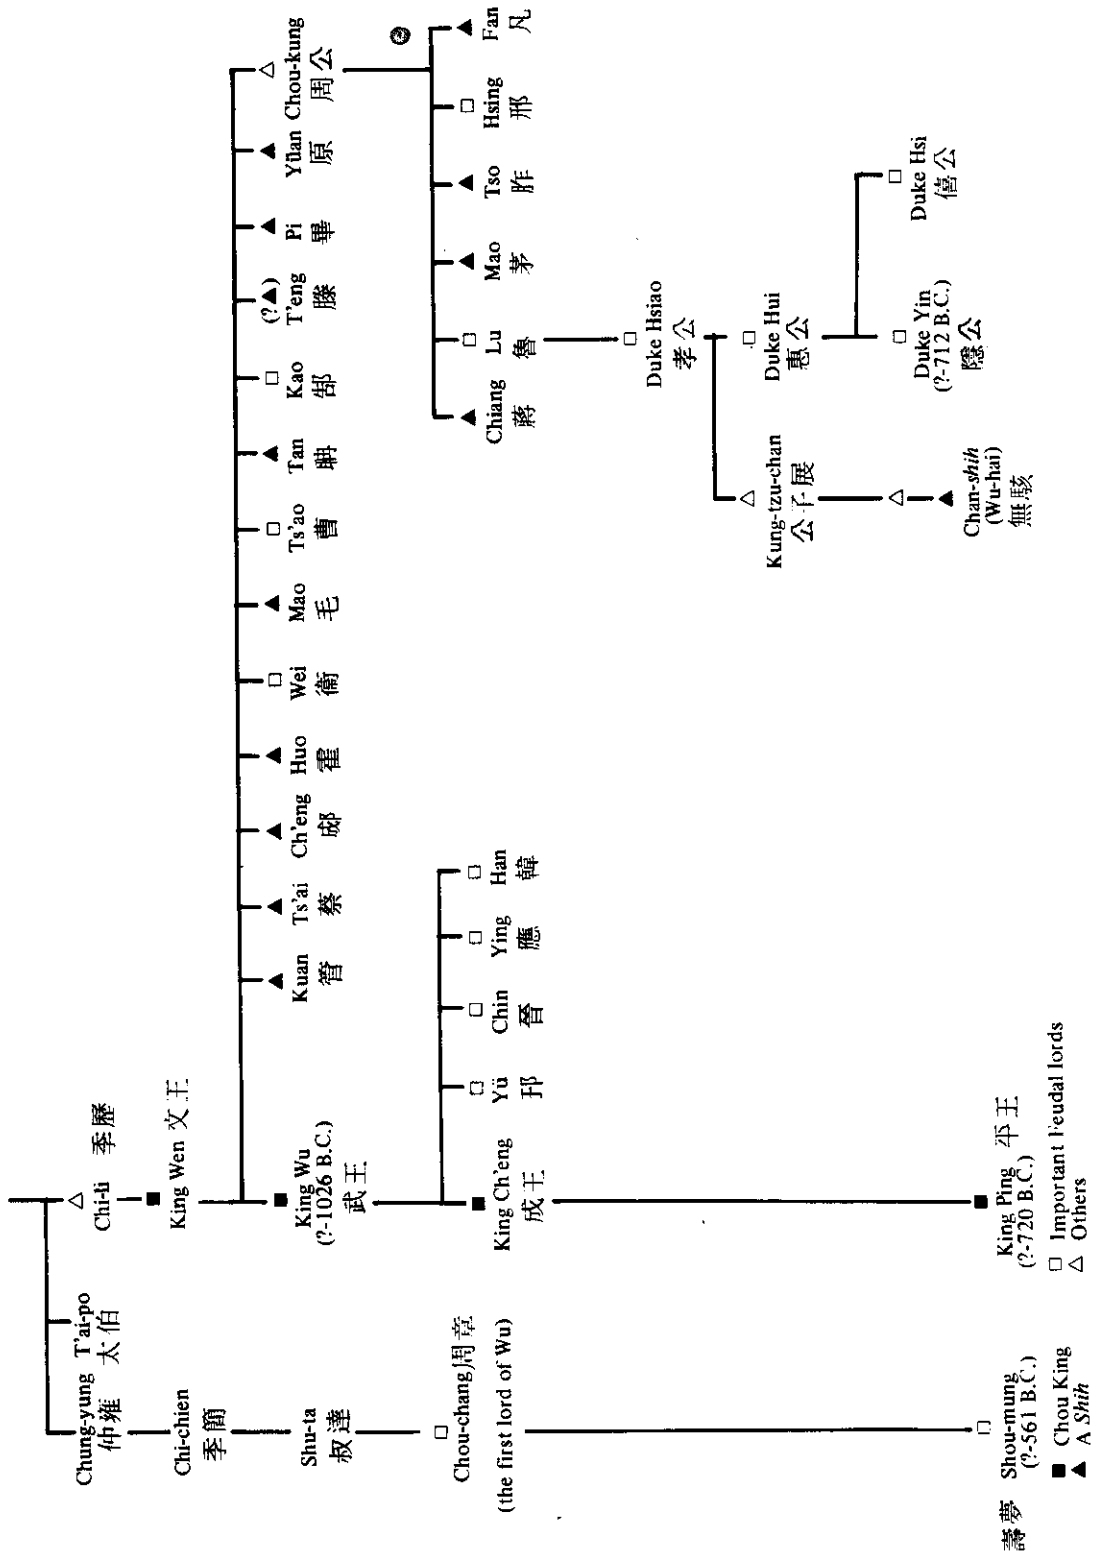 Chung-yung
仲雍
T'ai-po
太伯
Chi-li 季歷
Chi-chien
季簡
King Wen 文王
Shu-ta
叔達
King Wu
(?-1026 B.C.)
武王
Kuan
管
Ts'ai
蔡
Ch'eng
郕
Huo
霍
Wei
衞
Mao
毛
Ts'ao
曹
Tan
聃
Kao
郜
(?▲)
T'eng
滕
Pi
畢
Yüan
原
Chou-kung
周公
Chou-chang 周章
(the first lord of Wu)
King Ch'eng
成王
Yü
邘
Chin
晉
Ying
應
Han
韓
Chiang
蔣
Lu
魯
Mao
茅
Tso
胙
Hsing
邢
Fan
凡
Duke Hsiao
孝公
Kung-tzu-chan
公子展
Duke Hui
惠公
Chan-shih
(Wu-hai)
無駭
Duke Yin
(?-712 B.C.)
隱公
Duke Hsi
僖公
壽夢
Shou-mung
(?-561 B.C.)
King Ping 平王
(?-720 B.C.)
■ Chou King
▲ A Shih
□ Important Feudal lords
△ Others